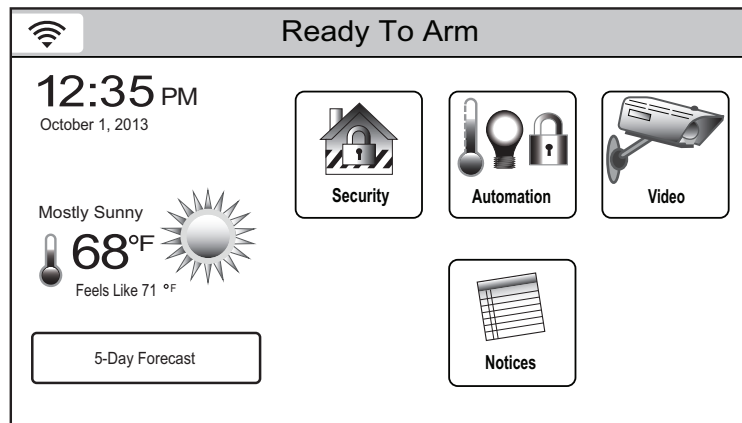 Ready To Arm
12:35 PM
October 1, 2013
Mostly Sunny
68°F
Feels Like 71 °F
5-Day Forecast
Security
Automation
Video
Notices